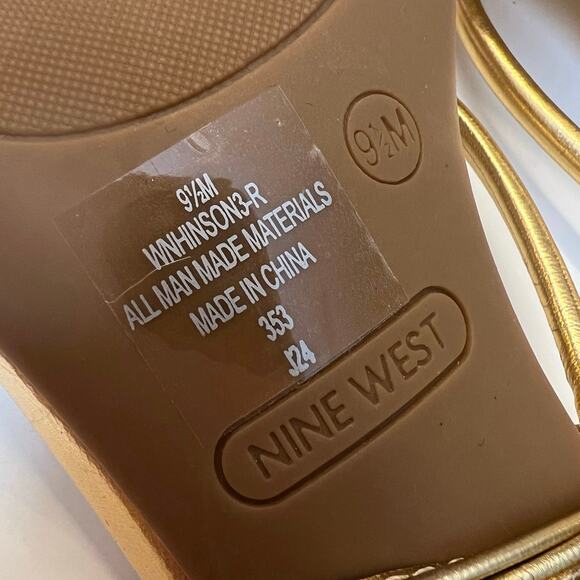 9½M
WNHINSON3-R
ALL MAN MADE MATERIALS
MADE IN CHINA
353
J24
9½M
NINE WEST